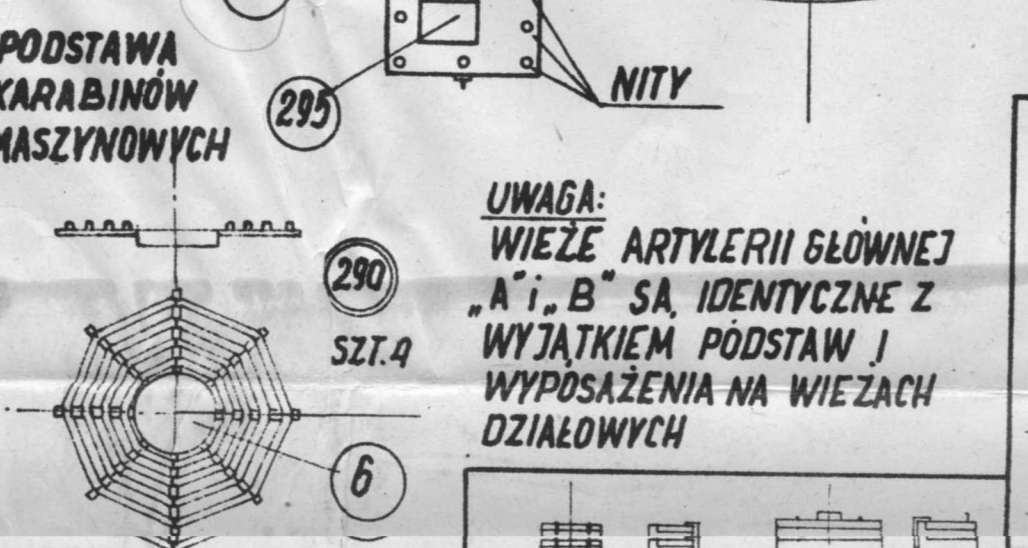 PODSTAWA
KARABINÓW
MASZYNOWYCH
295
NITY
290
SZT.4
6
UWAGA:
WIEŻE ARTYLERII GŁÓWNEJ
„A" i „B" SĄ IDENTYCZNE Z
WYJĄTKIEM PODSTAW I
WYPOSAŻENIA NA WIEŻACH
DZIAŁOWYCH